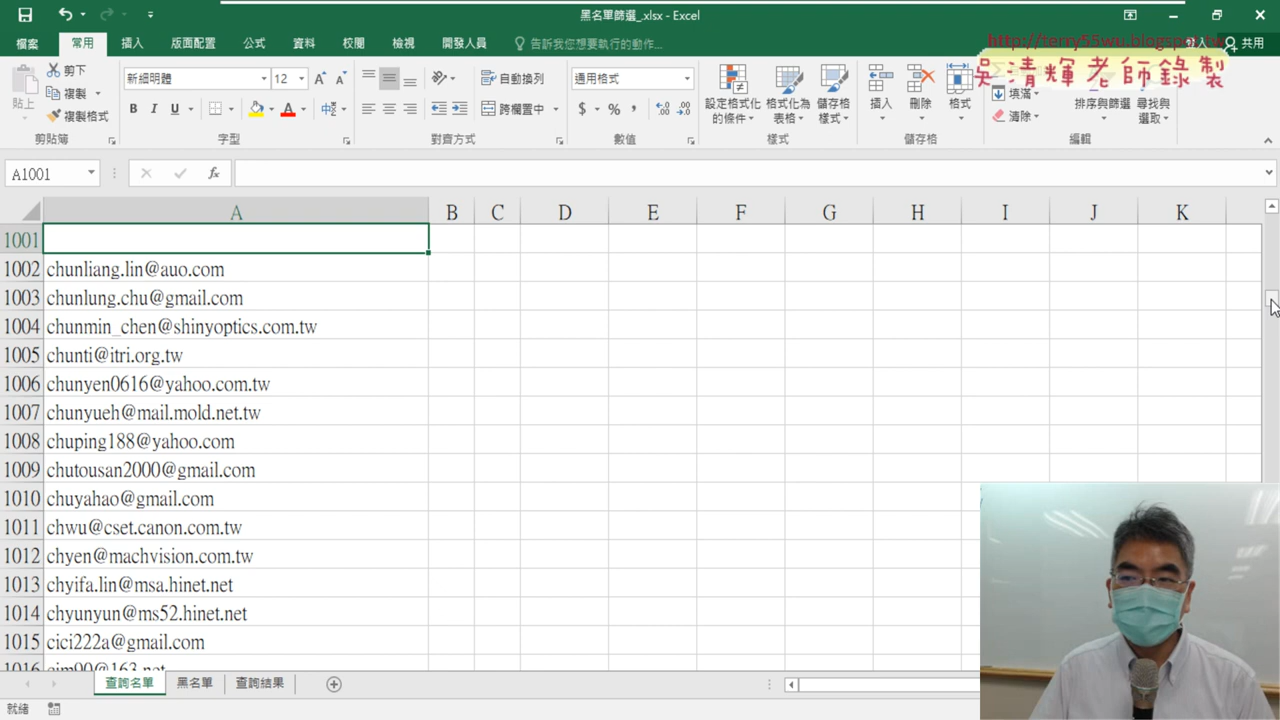 黑名單篩選_.xlsx - Excel
檔案 常用 插入 版面配置 公式 資料 校閱 檢視 開發人員 告訴我您想要執行的動作... 登入 共用
http://terry55wu.blogspot.tw
吳清輝老師錄製
貼上 剪下 複製 複製格式 剪貼簿
新細明體 12 B I U 中 字型
自動換列 跨欄置中 對齊方式
通用格式 $ % , .00 .0 數值
設定格式化的條件 格式化為表格 儲存格樣式 樣式
插入 刪除 格式 儲存格
填滿 清除 排序與篩選 尋找與選取 編輯
A1001 fx
A B C D E F G H I J K
1001
1002 chunliang.lin@auo.com
1003 chunlung.chu@gmail.com
1004 chunmin_chen@shinyoptics.com.tw
1005 chunti@itri.org.tw
1006 chunyen0616@yahoo.com.tw
1007 chunyueh@mail.mold.net.tw
1008 chuping188@yahoo.com
1009 chutousan2000@gmail.com
1010 chuyahao@gmail.com
1011 chwu@cset.canon.com.tw
1012 chyen@machvision.com.tw
1013 chyifa.lin@msa.hinet.net
1014 chyunyun@ms52.hinet.net
1015 cici222a@gmail.com
1016 cim00@163.net
查詢名單 黑名單 查詢結果
就緒